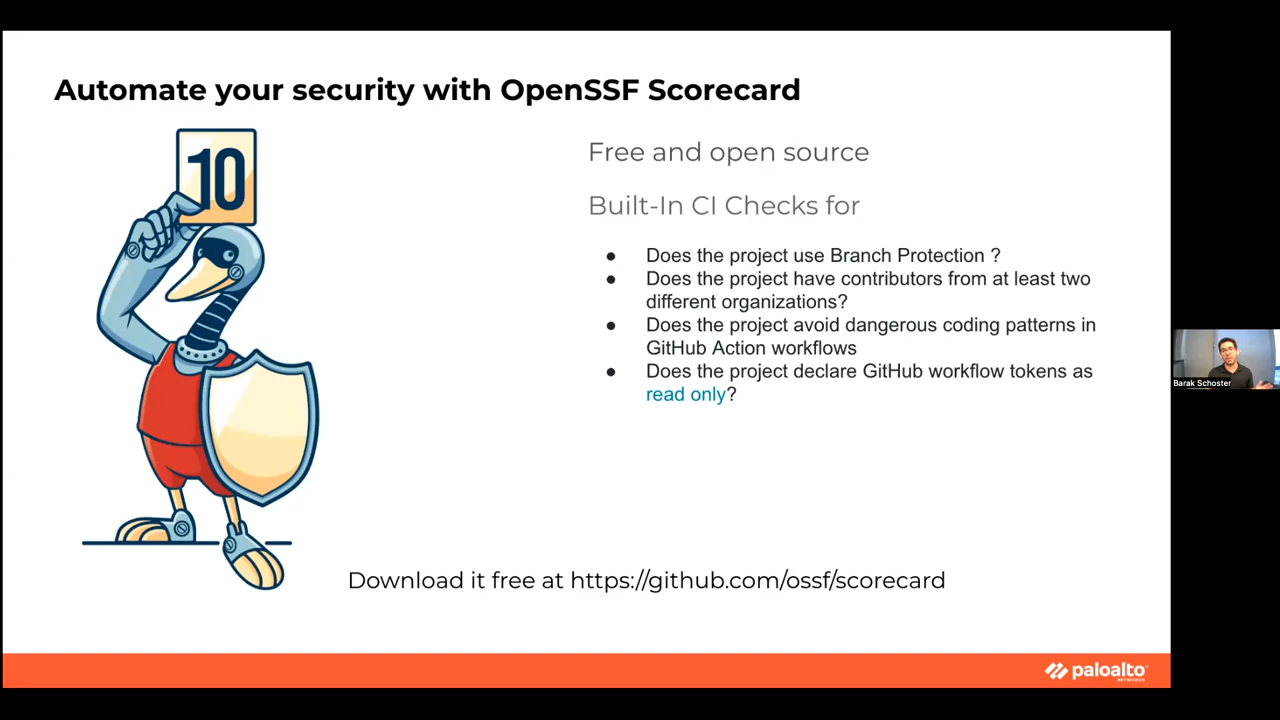 Automate your security with OpenSSF Scorecard
10
Free and open source
Built-In CI Checks for
● Does the project use Branch Protection ?
● Does the project have contributors from at least two
different organizations?
● Does the project avoid dangerous coding patterns in
GitHub Action workflows
● Does the project declare GitHub workflow tokens as
read only?
Barak Schoster
Download it free at https://github.com/ossf/scorecard
paloalto
NETWORKS